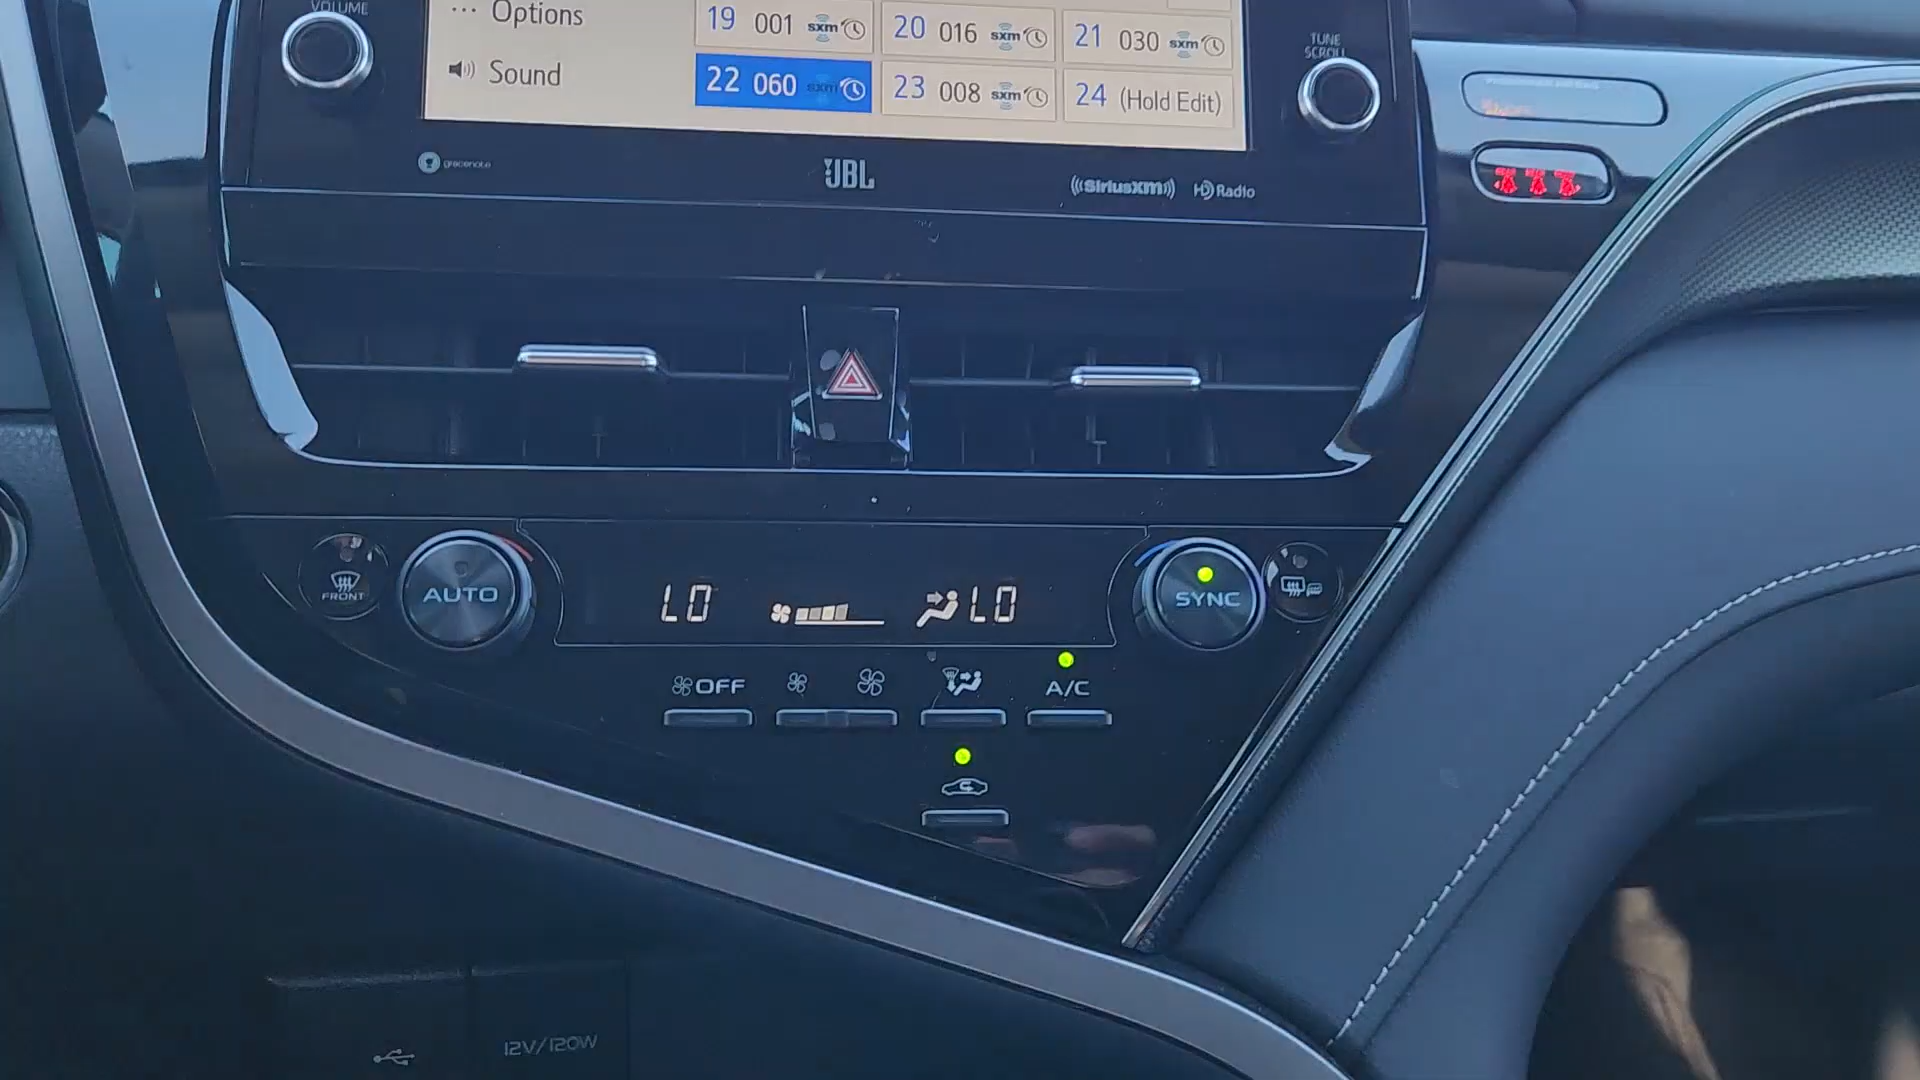 VOLUME
... Options
19 001 sxm
20 016 sxm
21 030 sxm
TUNE
SCROLL
Sound
22 060 sxm
23 008 sxm
24 (Hold Edit)
gracenote
JBL
((SiriusXM))
HD Radio
FRONT
AUTO
LO
LO
SYNC
OFF
A/C
12V/120W